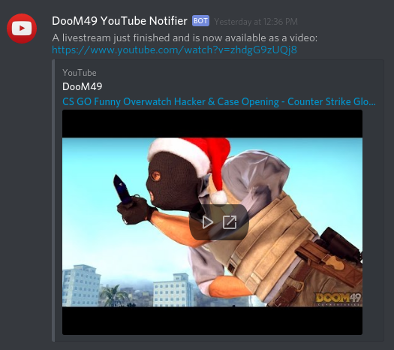 DooM49 YouTube Notifier BOT Yesterday at 12:36 PM
A livestream just finished and is now available as a video:
https://www.youtube.com/watch?v=zhdgG9zUQj8
YouTube
DooM49
CS GO Funny Overwatch Hacker & Case Opening - Counter Strike Glo...
DOOM49